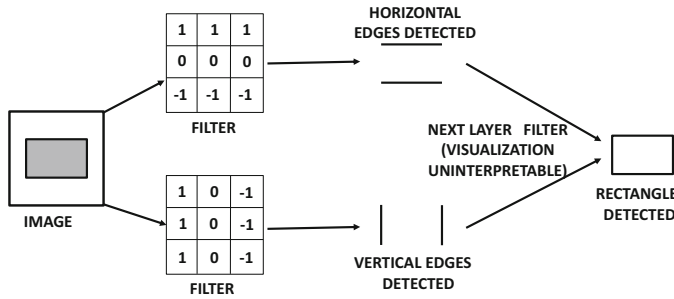 HORIZONTAL
EDGES DETECTED
1 1 1
0 0 0
-1 -1 -1
FILTER
NEXT LAYER FILTER
(VISUALIZATION
UNINTERPRETABLE)
RECTANGLE
DETECTED
IMAGE
1 0 -1
1 0 -1
1 0 -1
FILTER
VERTICAL EDGES
DETECTED